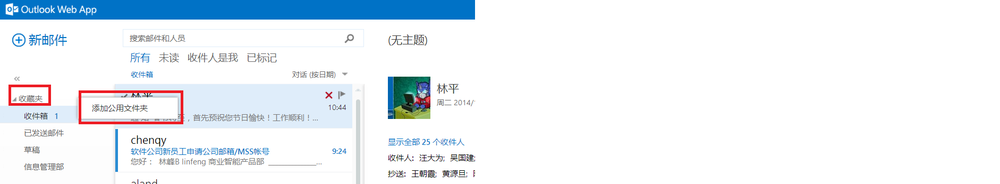 Outlook Web App
新邮件
搜索邮件和人员
所有 未读 收件人是我 已标记
收件箱 对话 (按日期)
收藏夹
收件箱 1
已发送邮件
草稿
信息管理部
添加公用文件夹
林平
10:44
首先预祝您节日愉快！工作顺利！...
chenqy
软件公司新员工申请公司邮箱/MSS帐号 9:24
您好： 林峰B linfeng 商业智能产品部 ______________...
aland
(无主题)
林平
周二 2014/
显示全部 25 个收件人
收件人: 汪大为; 吴国建;
抄送: 王朝霞; 黄源旦;